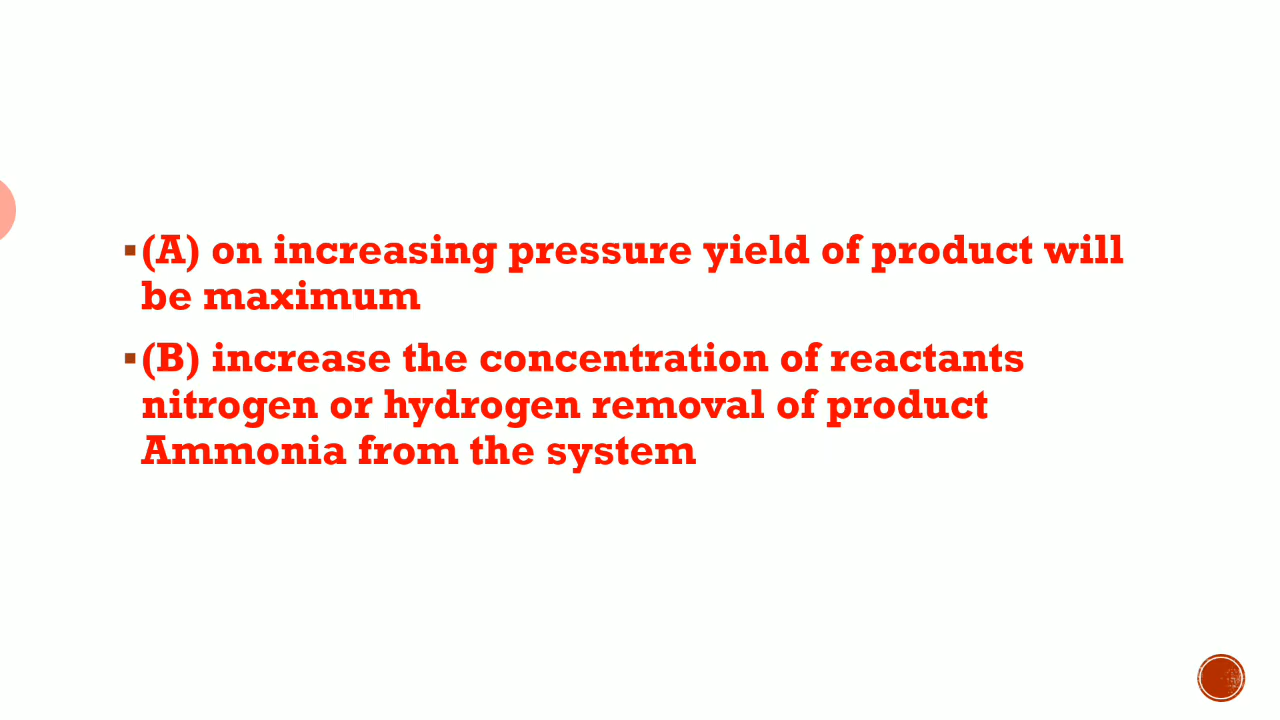 ▪(A) on increasing pressure yield of product will
be maximum
▪(B) increase the concentration of reactants
nitrogen or hydrogen removal of product
Ammonia from the system